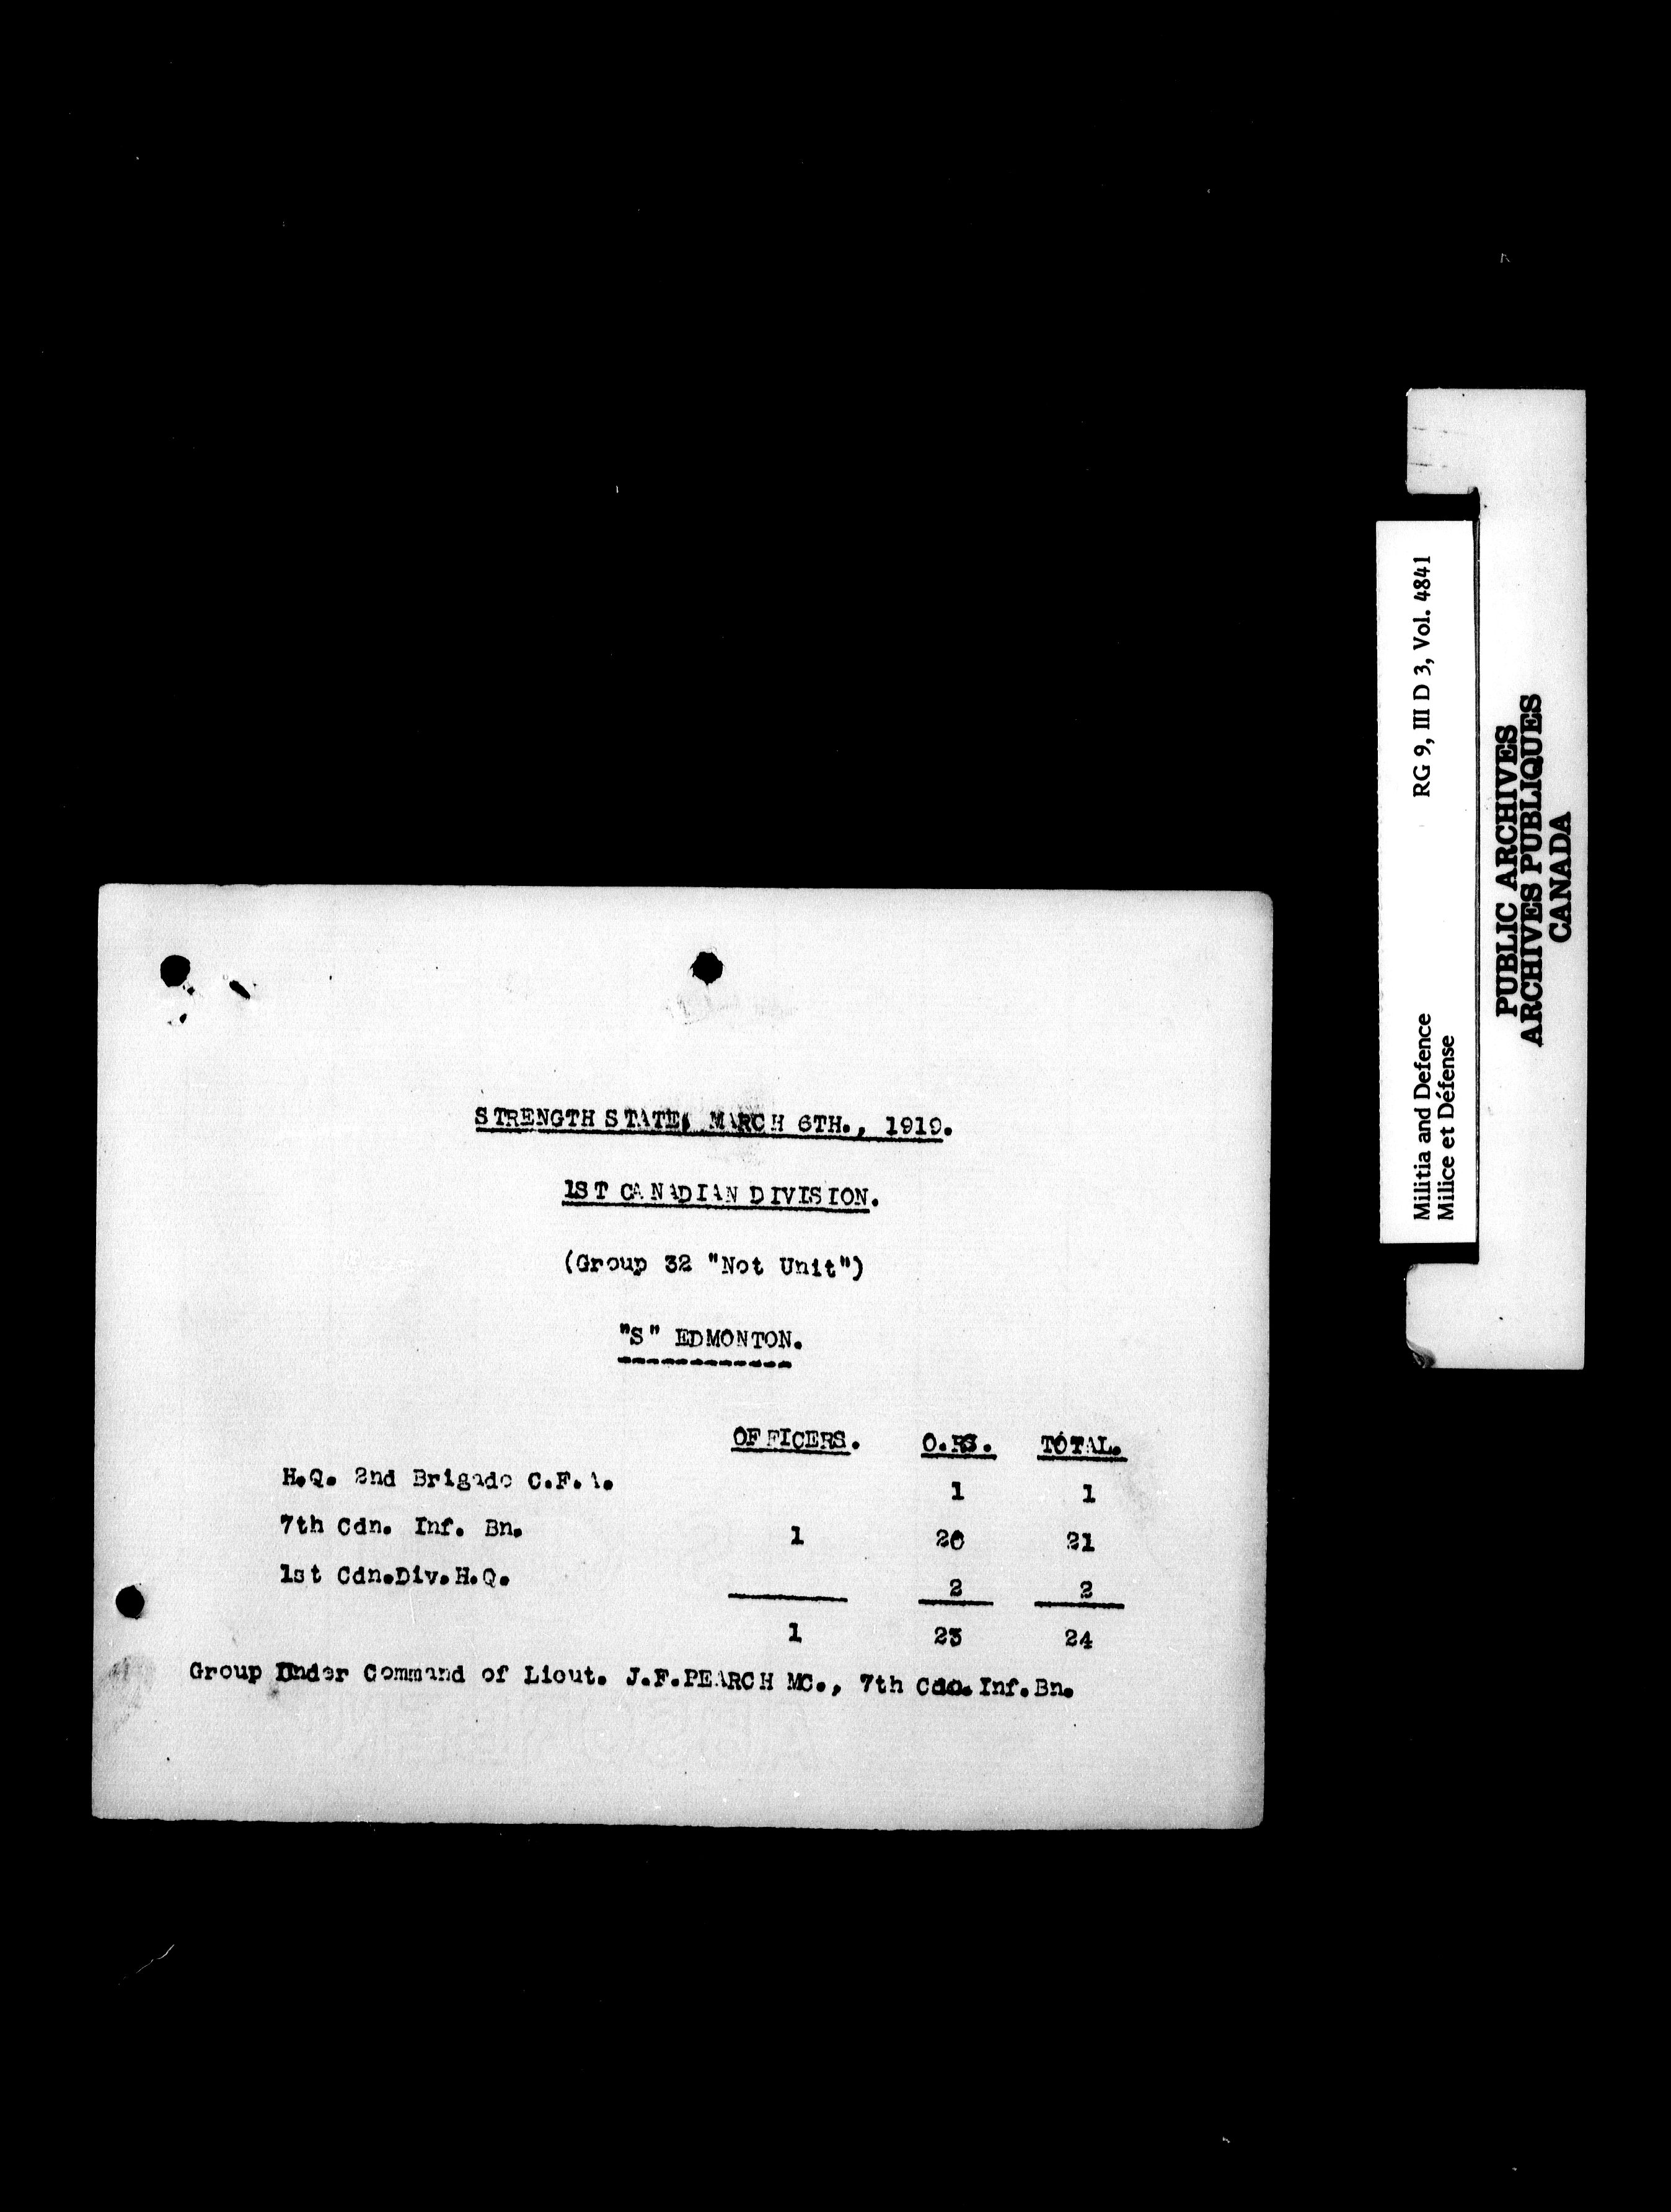 STRENGTH STATE, MARCH 6TH., 1919.
1ST CANADIAN DIVISION.
(Group 32 "Not Unit")
"S" EDMONTON.
OFFICERS. O.RS. TOTAL.
H.Q. 2nd Brigade C.F.A. 1 1
7th Cdn. Inf. Bn. 1 20 21
1st Cdn.Div.H.Q. 2 2
1 23 24
Group Under Command of Lieut. J.F.PEARCH MC., 7th Cdn.Inf.Bn.
Militia and Defence RG 9, III D 3, Vol. 4841
Milice et Défense
PUBLIC ARCHIVES
ARCHIVES PUBLIQUES
CANADA